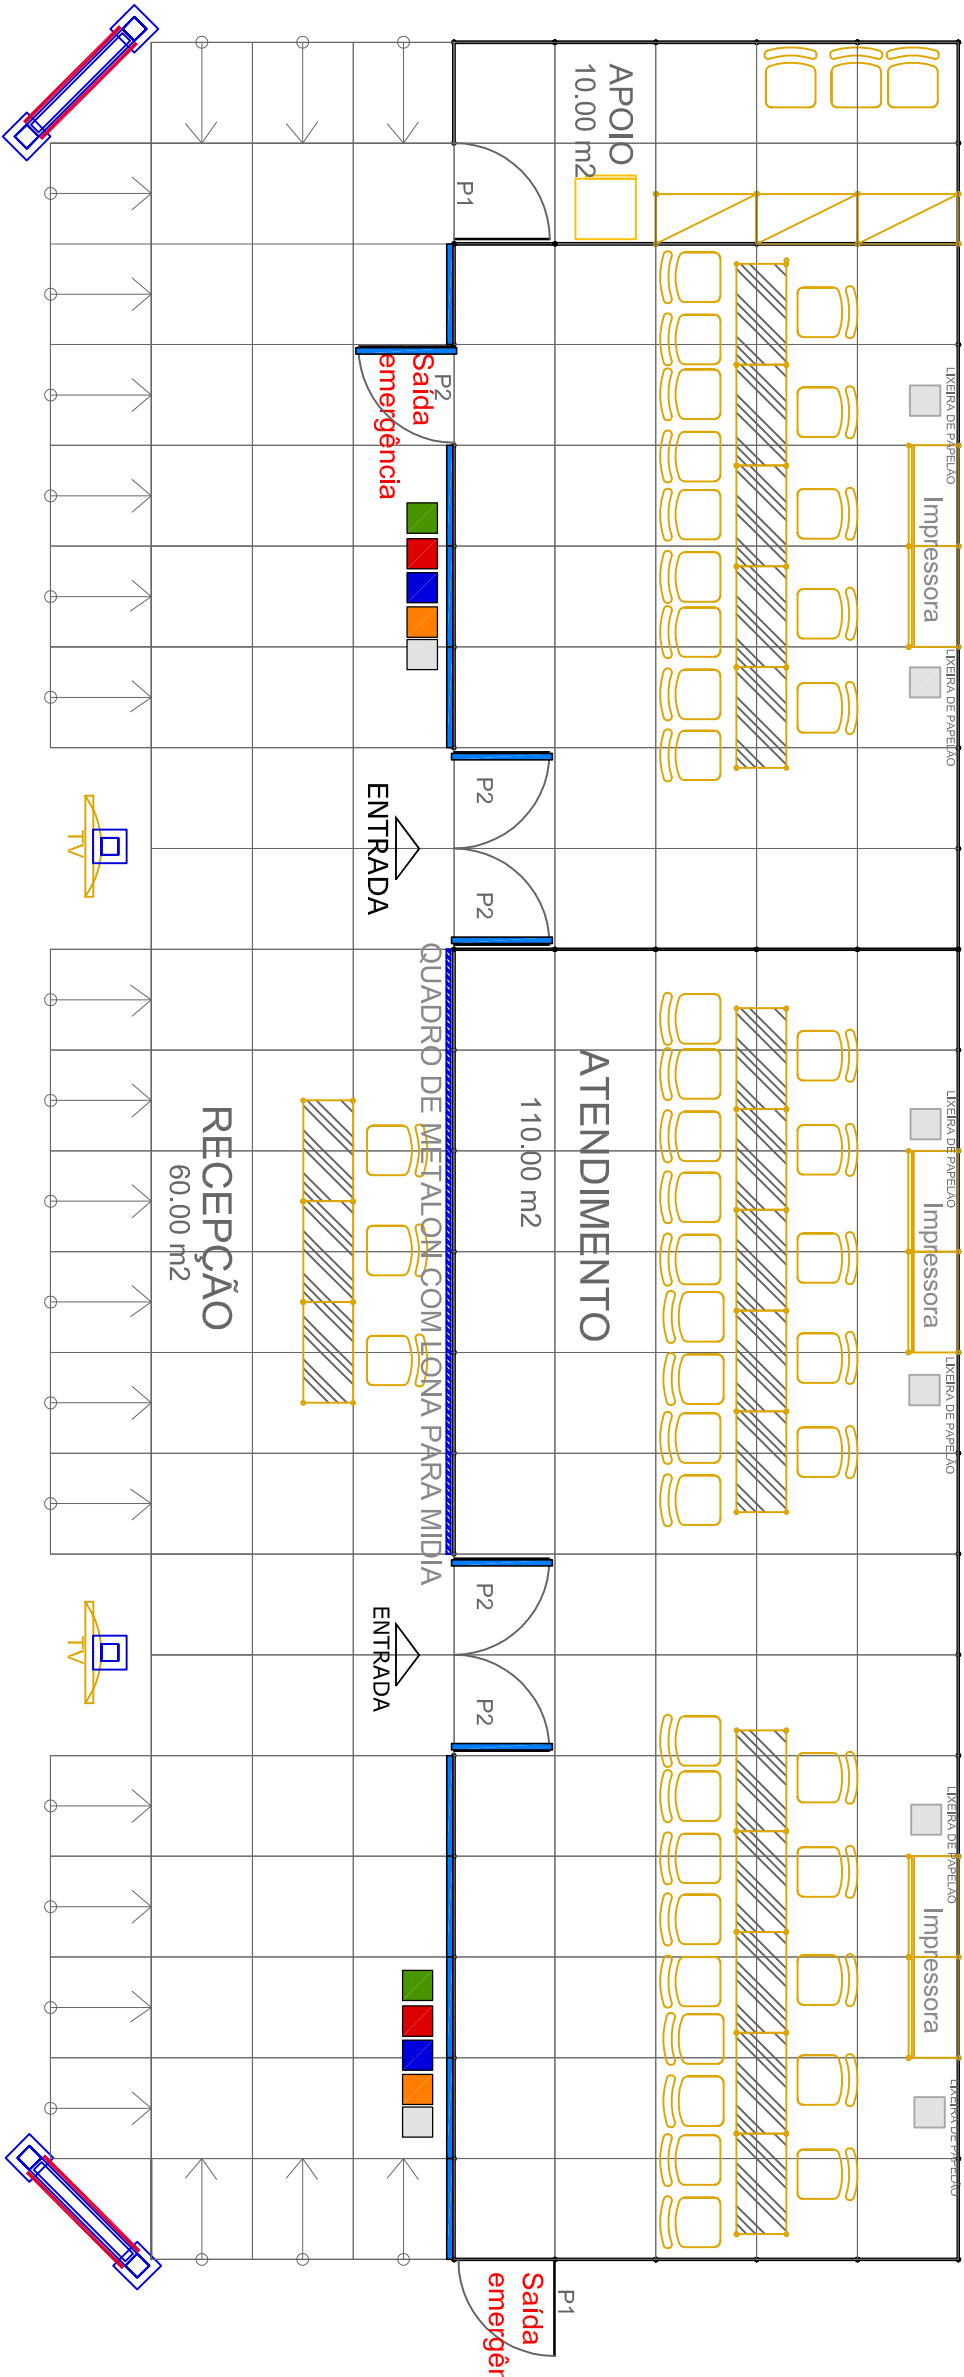 APOIO
10.00 m2
P1
P2
Saída
emergência
LIXEIRA DE PAPELÃO
Impressora
LIXEIRA DE PAPELÃO
P2
ENTRADA
P2
TV
QUADRO DE METALON COM LONA PARA MIDIA
ATENDIMENTO
110.00 m2
RECEPÇÃO
60.00 m2
LIXEIRA DE PAPELÃO
Impressora
LIXEIRA DE PAPELÃO
P2
ENTRADA
P2
TV
LIXEIRA DE PAPELÃO
Impressora
LIXEIRA DE PAPELÃO
P1
Saída
emergên